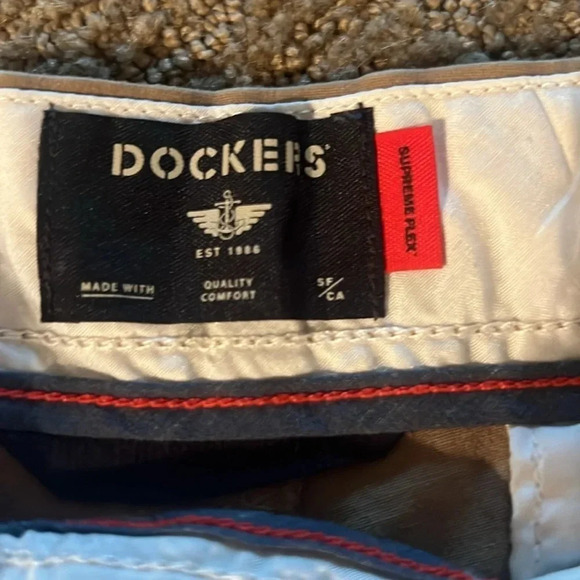 DOCKERS
EST 1986
MADE WITH
QUALITY
COMFORT
SF/
CA
SUPREME FLEX